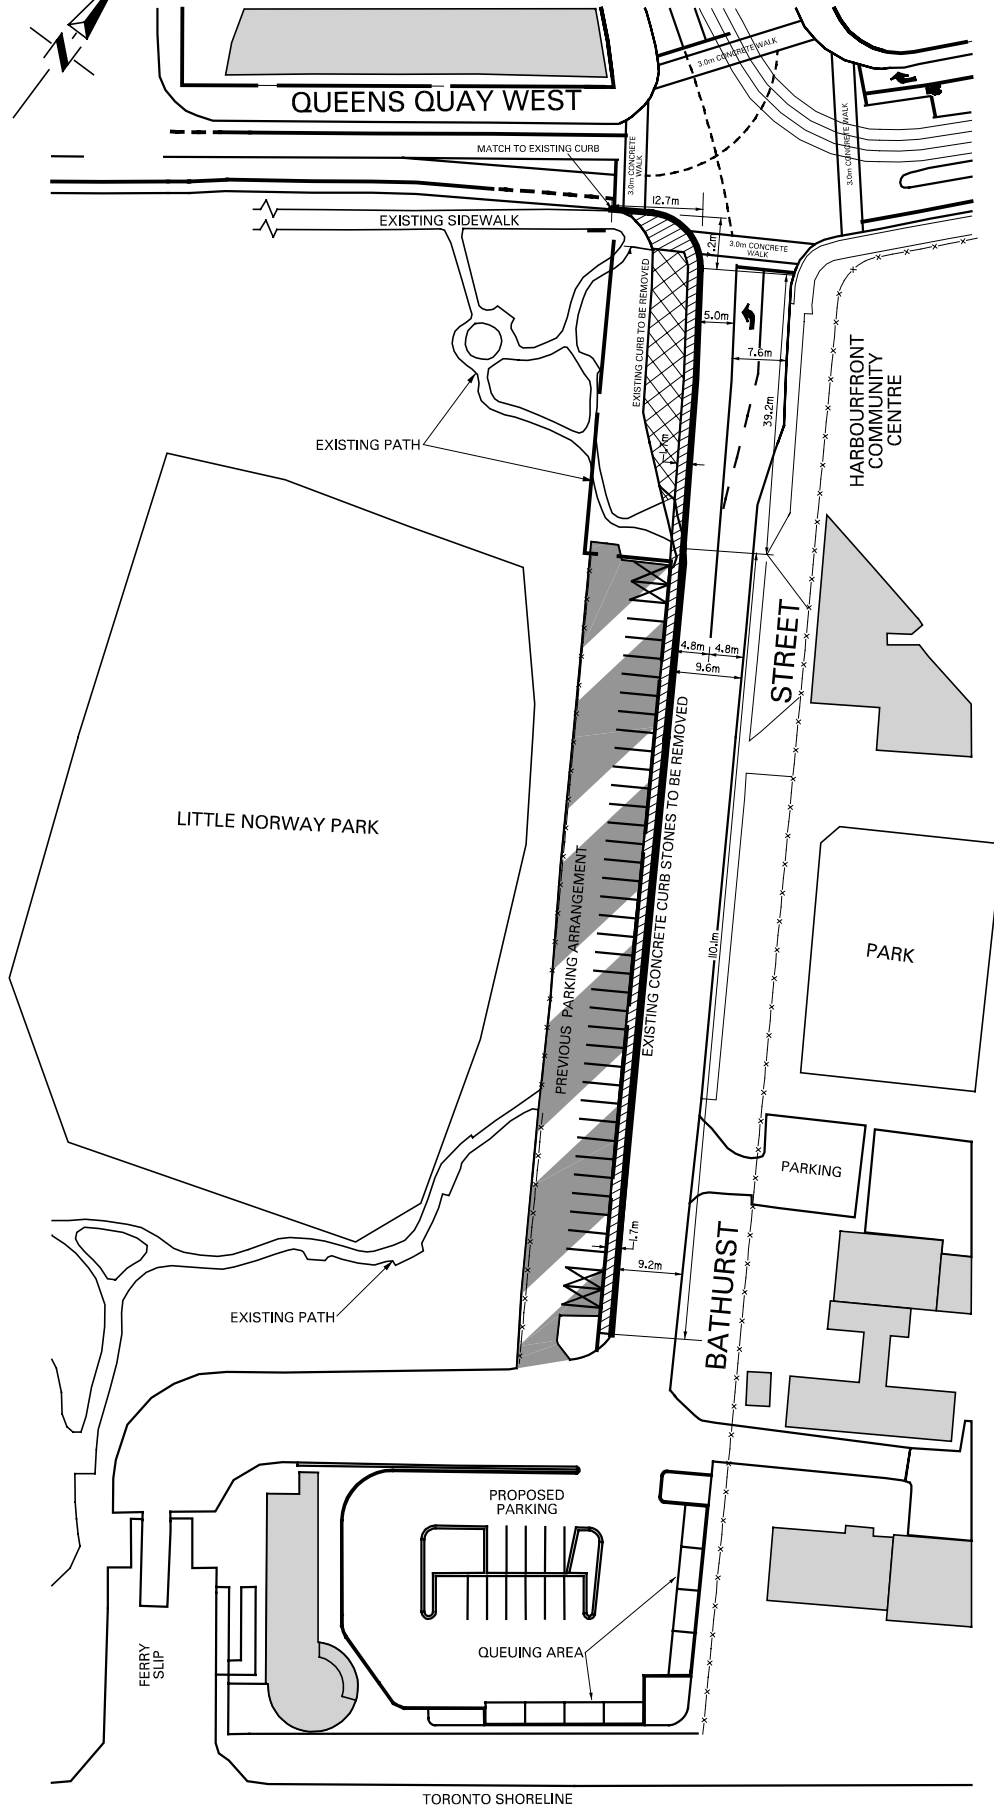 N
QUEENS QUAY WEST
3.0m CONCRETE WALK
MATCH TO EXISTING CURB
3.0m CONCRETE
WALK
3.0m CONCRETE WALK
12.7m
EXISTING SIDEWALK
.2m
3.0m CONCRETE
WALK
EXISTING CURB TO BE REMOVED
5.0m
7.6m
39.2m
HARBOURFRONT
COMMUNITY
CENTRE
EXISTING PATH
1.7m
STREET
4.8m
4.8m
9.6m
EXISTING CONCRETE CURB STONES TO BE REMOVED
LITTLE NORWAY PARK
PREVIOUS PARKING ARRANGEMENT
110.1m
PARK
PARKING
1.7m
9.2m
BATHURST
EXISTING PATH
PROPOSED
PARKING
QUEUING AREA
FERRY
SLIP
TORONTO SHORELINE